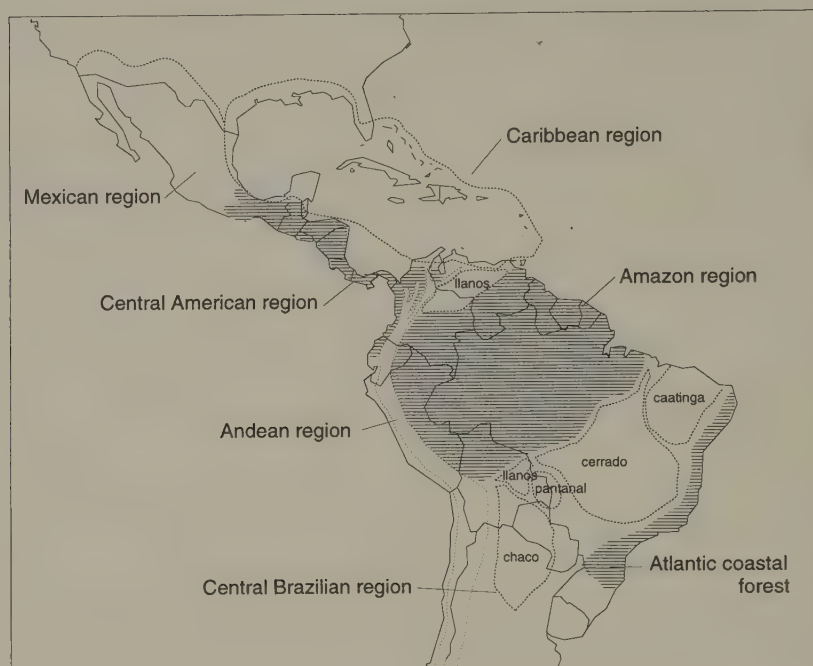 Caribbean region
Mexican region
llanos
Amazon region
Central American region
caatinga
Andean region
cerrado
llanos
pantanal
chaco
Atlantic coastal
forest
Central Brazilian region